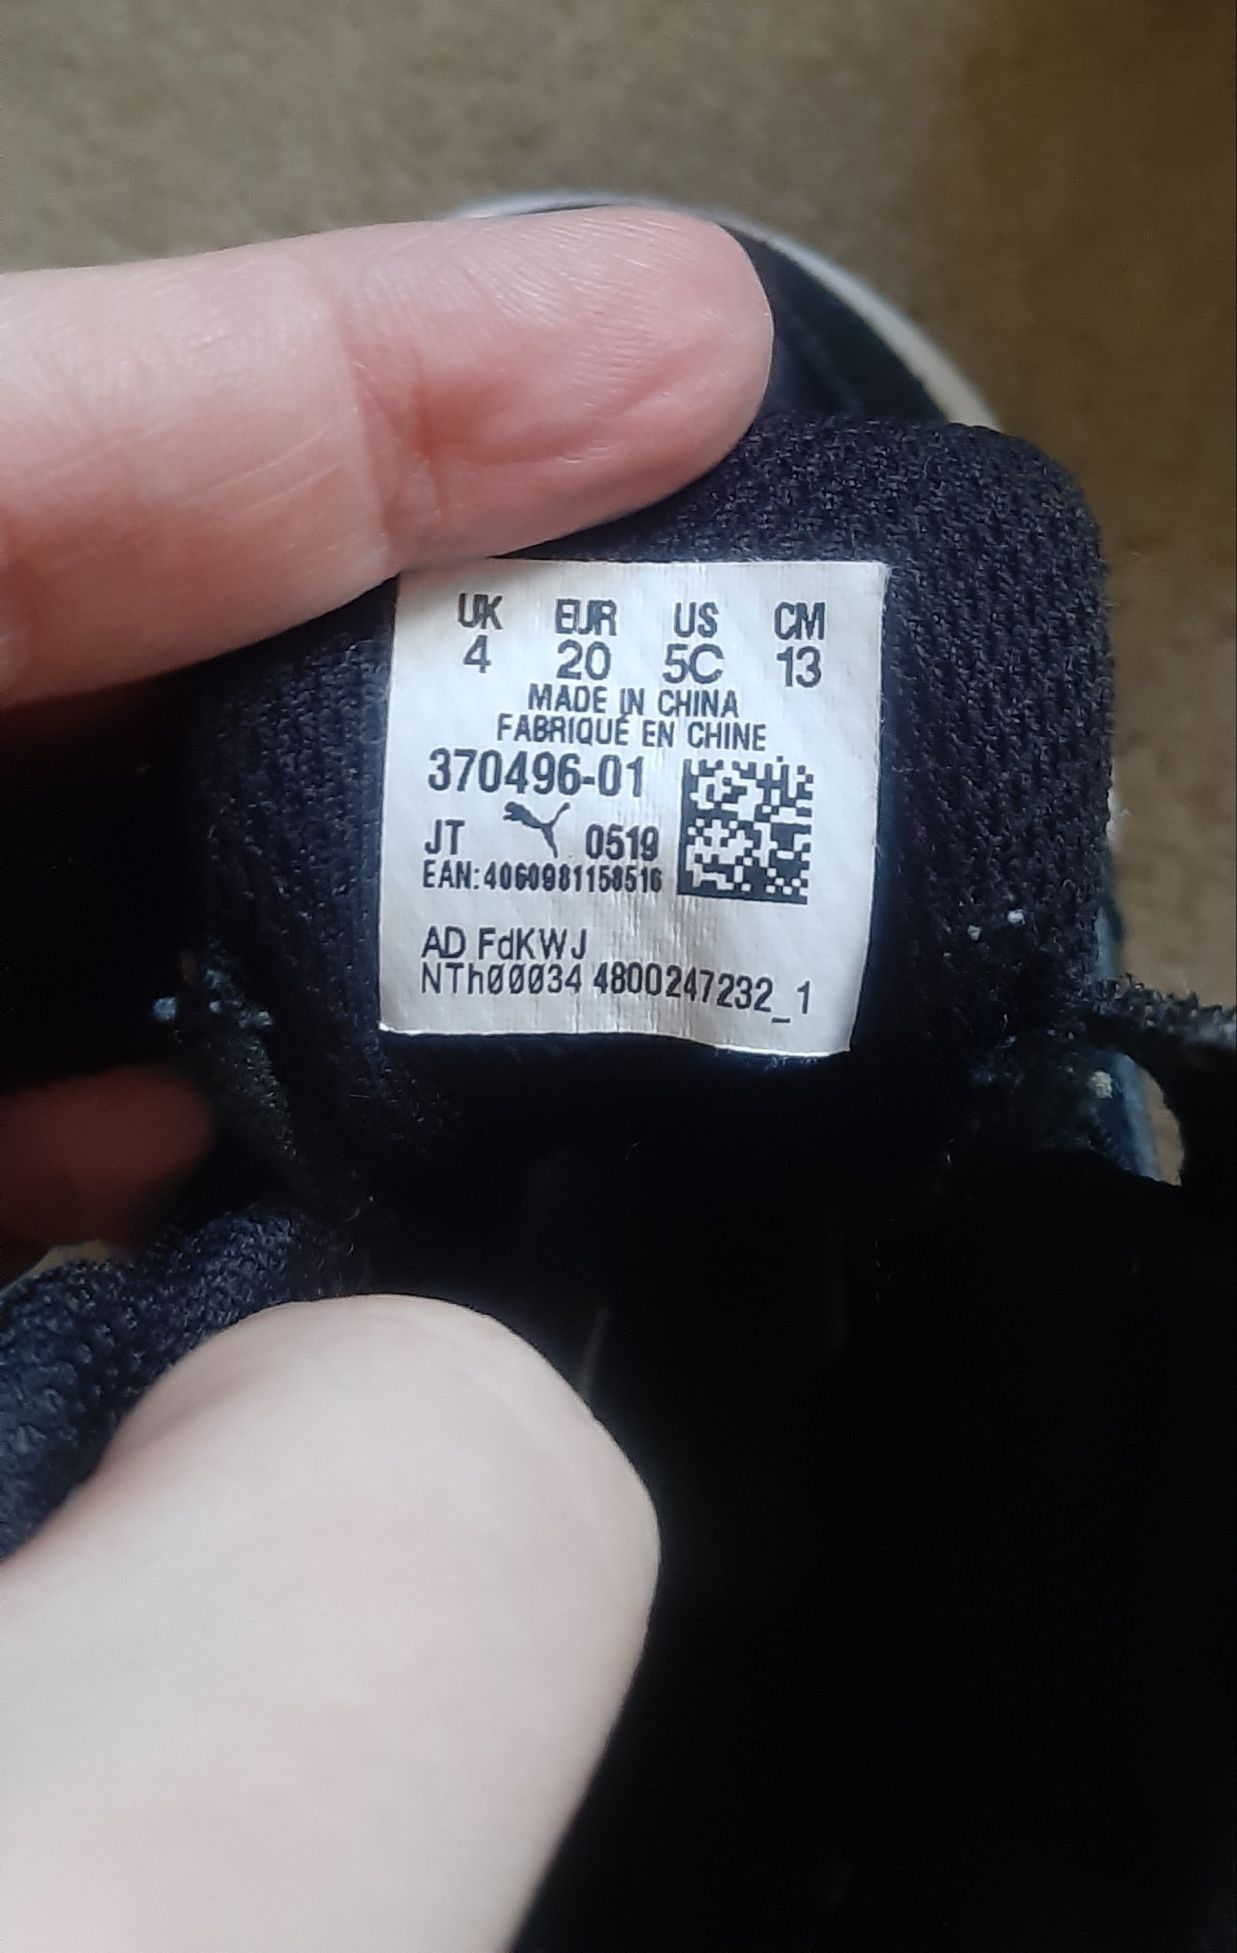 UK EUR US CM
4 20 5C 13
MADE IN CHINA
FABRIQUÉ EN CHINE
370496-01
JT 0519
EAN:4060981158516
AD FdKWJ
NTh00034 4800247232_1